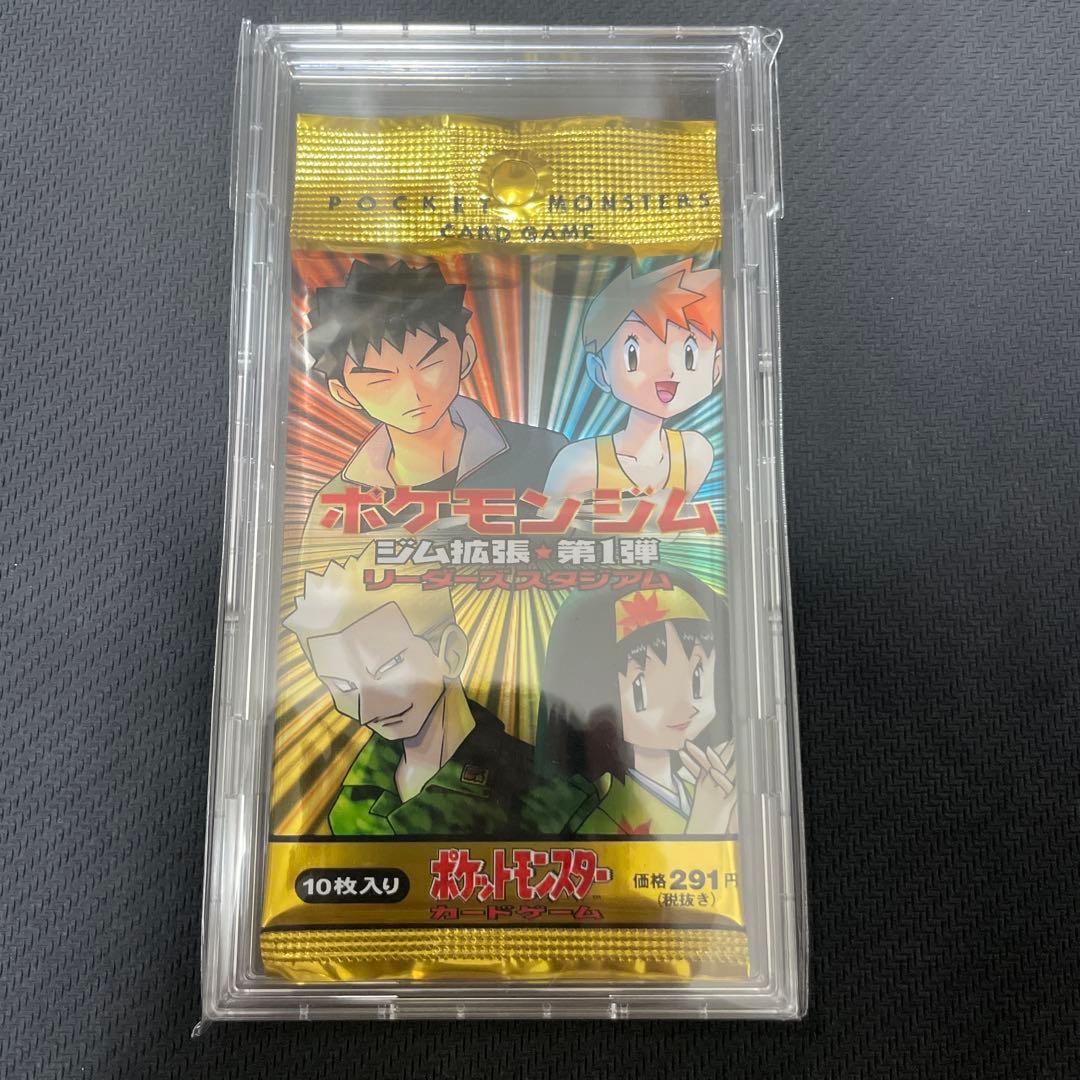 POCKET MONSTERS
CARD GAME
ポケモンジム
ジム拡張★第1弾
リーダーズスタジアム
10枚入り
ポケットモンスター
TM
カードゲーム
価格291円
(税抜き)